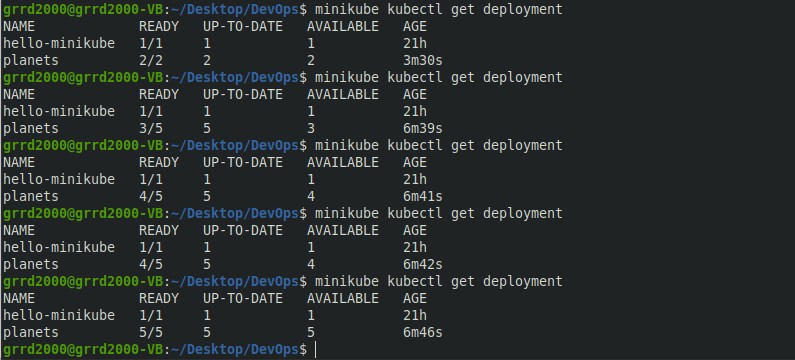 grrd2000@grrd2000-VB:~/Desktop/DevOps$ minikube kubectl get deployment
NAME READY UP-TO-DATE AVAILABLE AGE
hello-minikube 1/1 1 1 21h
planets 2/2 2 2 3m30s
grrd2000@grrd2000-VB:~/Desktop/DevOps$ minikube kubectl get deployment
NAME READY UP-TO-DATE AVAILABLE AGE
hello-minikube 1/1 1 1 21h
planets 3/5 5 3 6m39s
grrd2000@grrd2000-VB:~/Desktop/DevOps$ minikube kubectl get deployment
NAME READY UP-TO-DATE AVAILABLE AGE
hello-minikube 1/1 1 1 21h
planets 4/5 5 4 6m41s
grrd2000@grrd2000-VB:~/Desktop/DevOps$ minikube kubectl get deployment
NAME READY UP-TO-DATE AVAILABLE AGE
hello-minikube 1/1 1 1 21h
planets 4/5 5 4 6m42s
grrd2000@grrd2000-VB:~/Desktop/DevOps$ minikube kubectl get deployment
NAME READY UP-TO-DATE AVAILABLE AGE
hello-minikube 1/1 1 1 21h
planets 5/5 5 5 6m46s
grrd2000@grrd2000-VB:~/Desktop/DevOps$